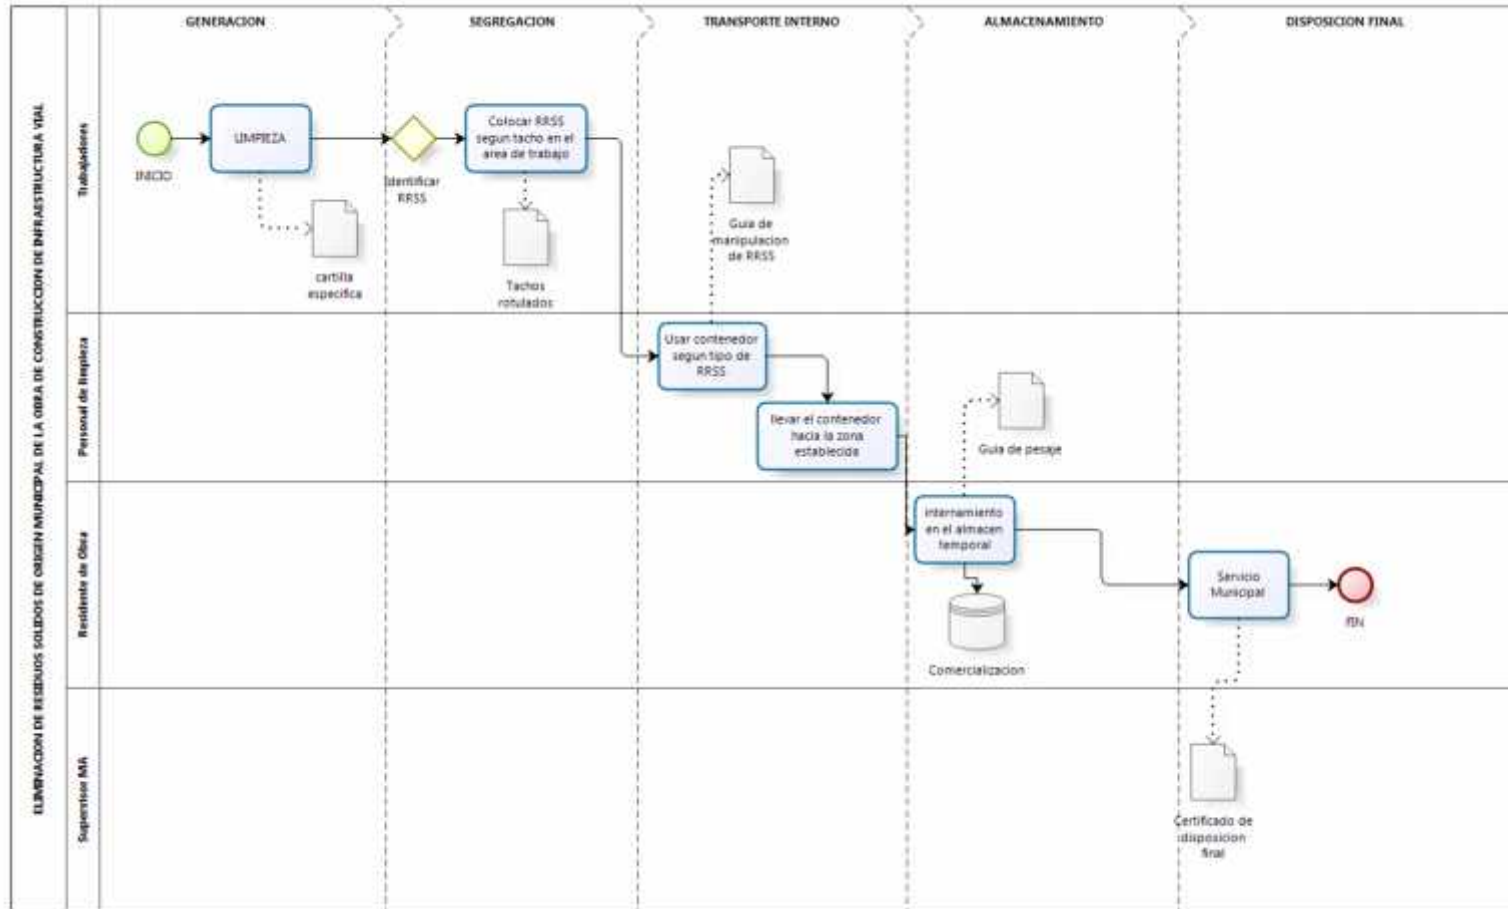 GENERACION
SEGREGACION
TRANSPORTE INTERNO
ALMACENAMIENTO
DISPOSICION FINAL
ELIMINACION DE RESIDUOS SOLIDOS DE ORIGEN MUNICIPAL DE LA OBRA DE CONSTRUCCION DE INFRAESTRUCTURA VIAL
Trabajadores
INICIO
LIMPIEZA
cartilla
especifica
Identificar
RRSS
Colocar RRSS
segun tacho en el
area de trabajo
Tachos
rotulados
Guia de
manipulacion
de RRSS
Personal de limpieza
Usar contenedor
segun tipo de
RRSS
llevar el contenedor
hacia la zona
establecida
Guia de pesaje
Residente de Obra
internamiento
en el almacen
temporal
Comercializacion
Servicio
Municipal
fIN
Supervisor MA
Certificado de
disposicion
final